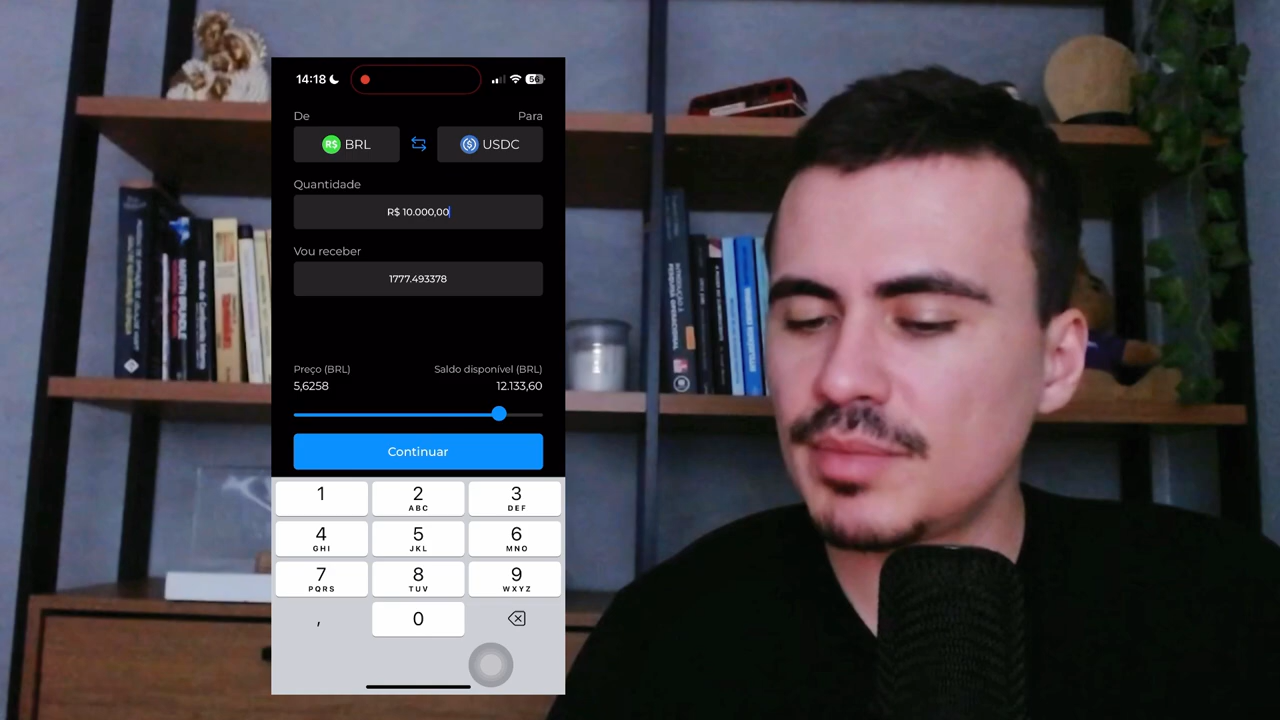 14:18
56
De
Para
R$ BRL
USDC
Quantidade
R$ 10.000,00
Vou receber
1777.493378
Preço (BRL)
Saldo disponível (BRL)
5,6258
12.133,60
Continuar
1
2
ABC
3
DEF
4
GHI
5
JKL
6
MNO
7
PQRS
8
TUV
9
WXYZ
,
0
PESQUISA
OPERACIONAL